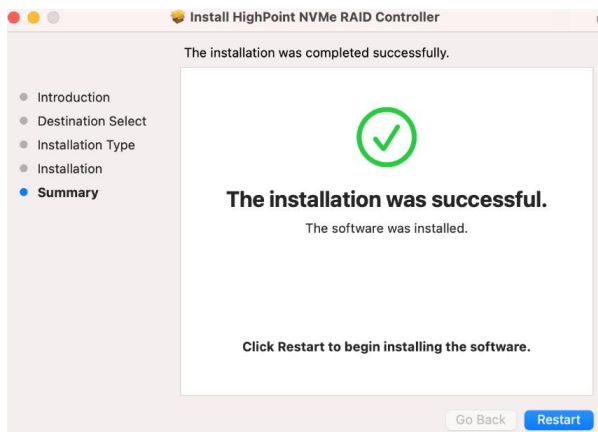 Install HighPoint NVMe RAID Controller
The installation was completed successfully.
Introduction
Destination Select
Installation Type
Installation
Summary
The installation was successful.
The software was installed.
Click Restart to begin installing the software.
Go Back
Restart